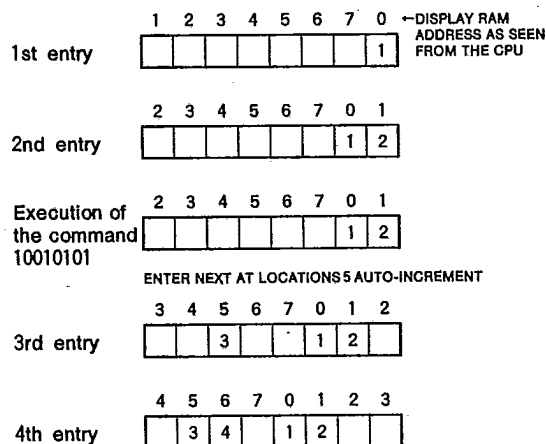 1 2 3 4 5 6 7 0 ←DISPLAY RAM
ADDRESS AS SEEN
FROM THE CPU
1st entry
1
2 3 4 5 6 7 0 1
2nd entry
1 2
Execution of
the command
10010101
2 3 4 5 6 7 0 1
1 2
ENTER NEXT AT LOCATIONS 5 AUTO-INCREMENT
3 4 5 6 7 0 1 2
3rd entry
3 1 2
4 5 6 7 0 1 2 3
4th entry
3 4 1 2